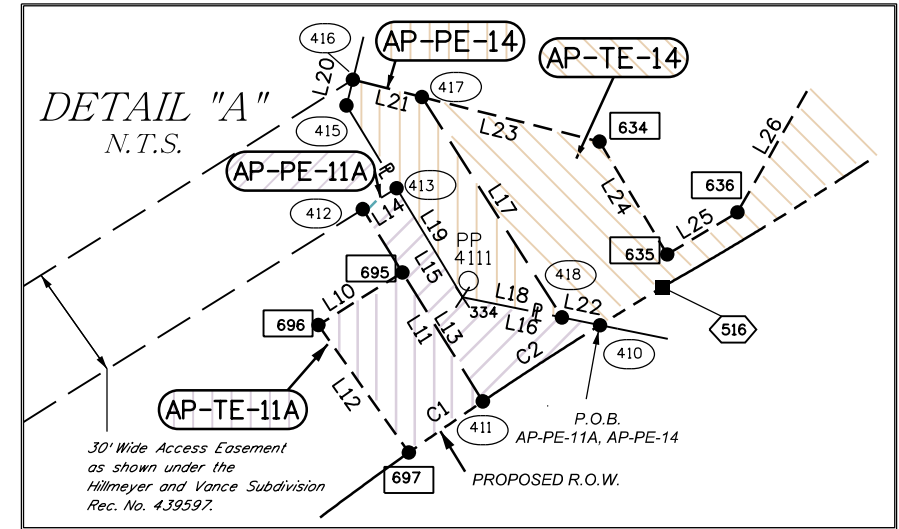 416
L20
AP-PE-14
AP-TE-14
DETAIL "A"
N.T.S.
L21
417
L23
634
L26
415
AP-PE-11A
PL
413
636
412
L14
L19
L17
L24
L25
PP
4111
695
L15
418
635
L10
L18
PL
L22
334
L16
696
L11
L13
C2
516
410
L12
AP-TE-11A
C1
411
P.O.B.
AP-PE-11A, AP-PE-14
30' Wide Access Easement
as shown under the
Hillmeyer and Vance Subdivision
Rec. No. 439597.
697
PROPOSED R.O.W.